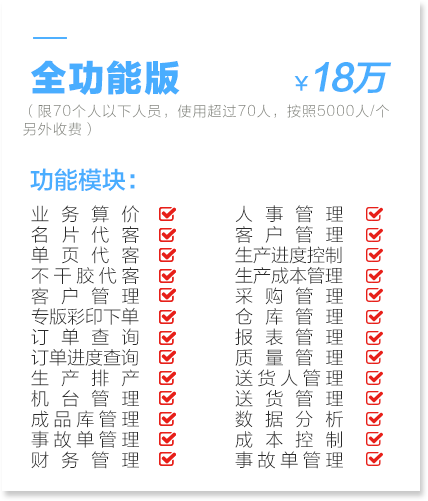 全功能版 ¥18万
（限70个人以下人员，使用超过70人，按照5000人/个
另外收费）
功能模块：
业务算价 人事管理
名片代客 客户管理
单页代客 生产进度控制
不干胶代客 生产成本管理
客户管理 采购管理
专版彩印下单 仓库管理
订单查询 报表管理
订单进度查询 质量管理
生产排产 送货人管理
机台管理 送货管理
成品库管理 数据分析
事故单管理 成本控制
财务管理 事故单管理